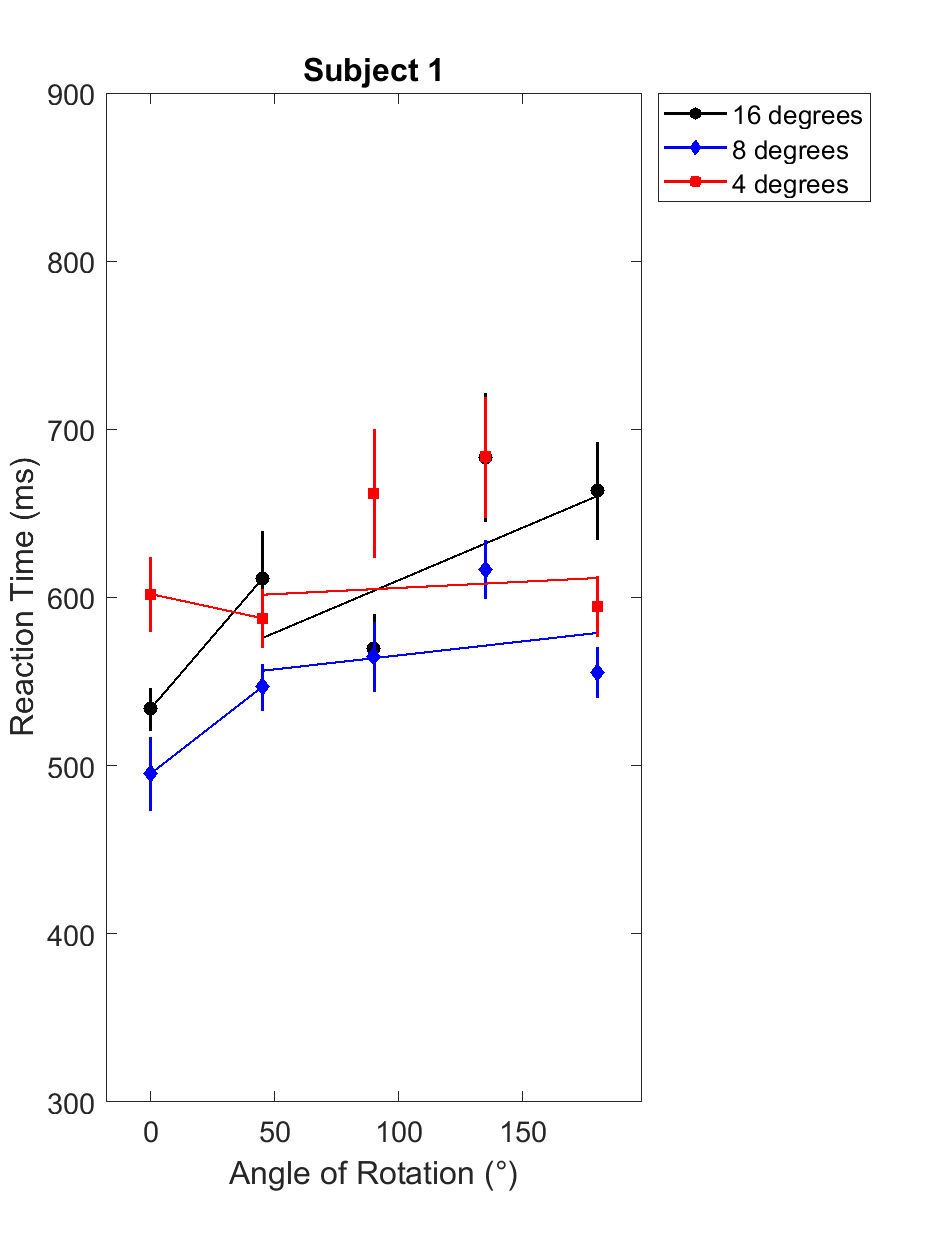 Subject 1
900
800
700
600
500
400
300
0 50 100 150
Reaction Time (ms)
Angle of Rotation (°)
16 degrees
8 degrees
4 degrees